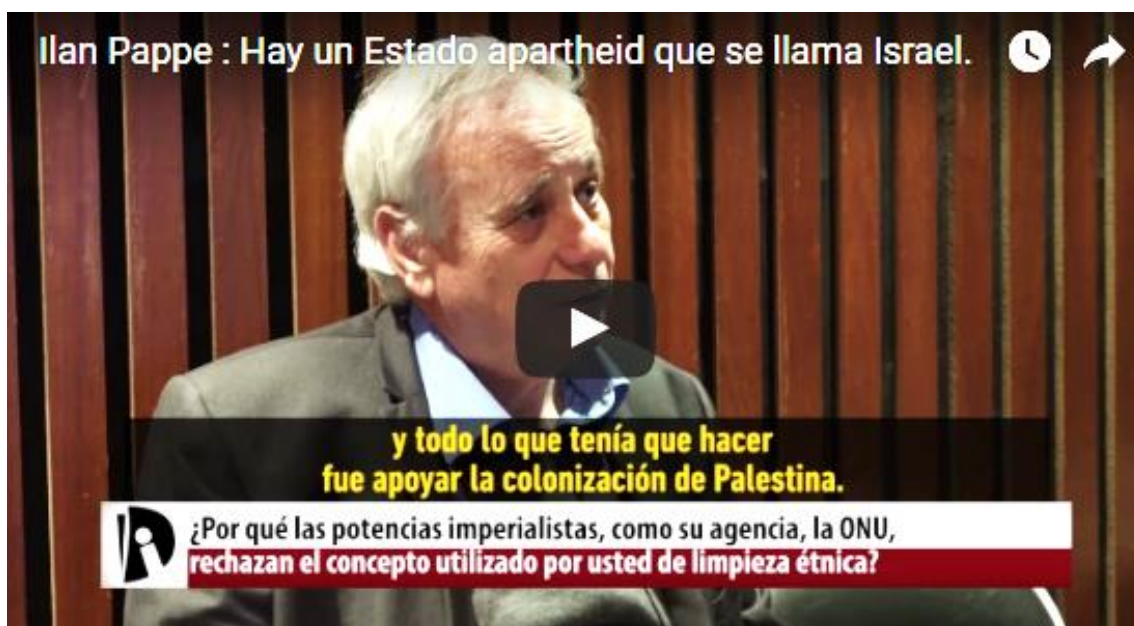 Ilan Pappe : Hay un Estado apartheid que se llama Israel.
y todo lo que tenía que hacer
fue apoyar la colonización de Palestina.
¿Por qué las potencias imperialistas, como su agencia, la ONU,
rechazan el concepto utilizado por usted de limpieza étnica?